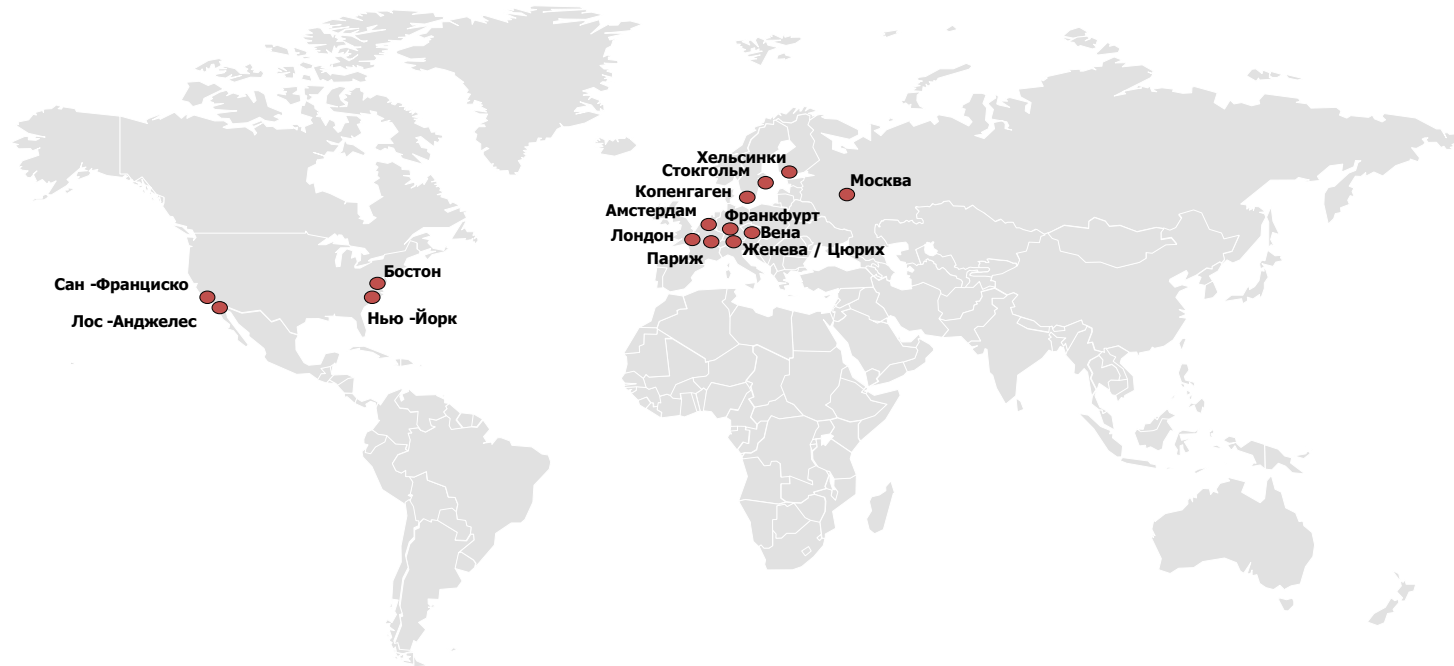 Хельсинки
Стокгольм
Москва
Копенгаген
Амстердам
Франкфурт
Лондон
Вена
Париж
Женева / Цюрих
Бостон
Сан -Франциско
Нью -Йорк
Лос -Анджелес